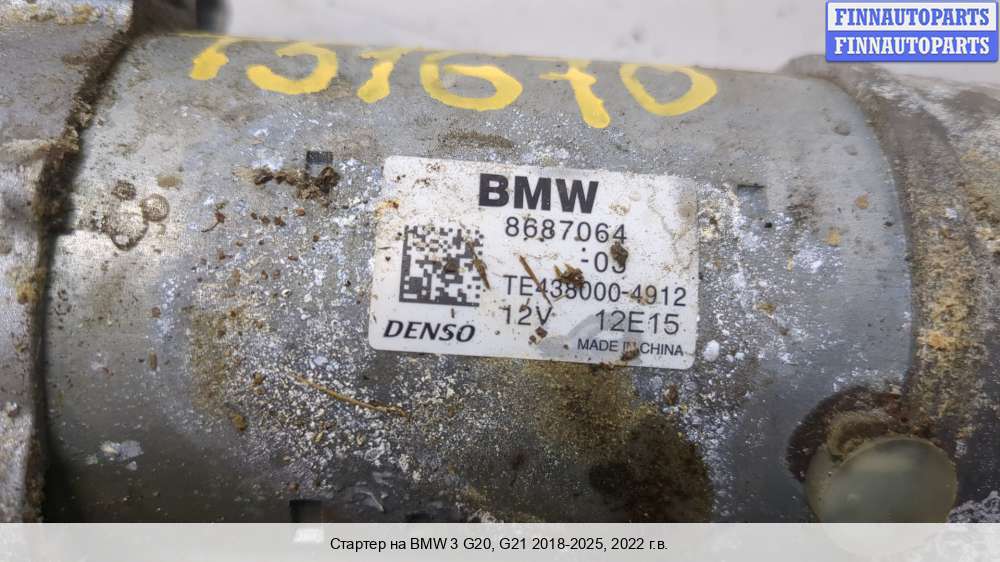 FINNAUTOPARTS
FINNAUTOPARTS
T31670
BMW
8687064
-03
TE438000-4912
12V 12E15
DENSO
MADE IN CHINA
Стартер на BMW 3 G20, G21 2018-2025, 2022 г.в.